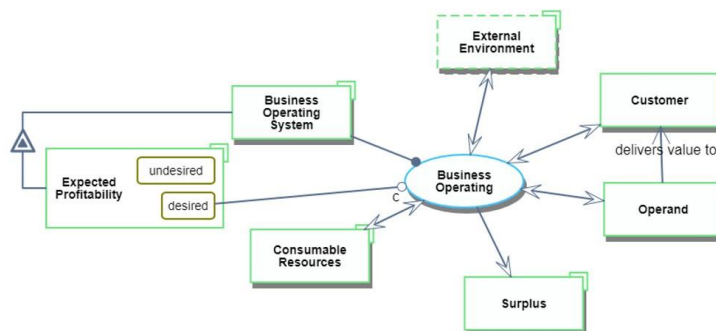 External
Environment
Business
Operating
System
Customer
delivers value to
undesired
Expected
Profitability
desired
Business
Operating
C
Operand
Consumable
Resources
Surplus